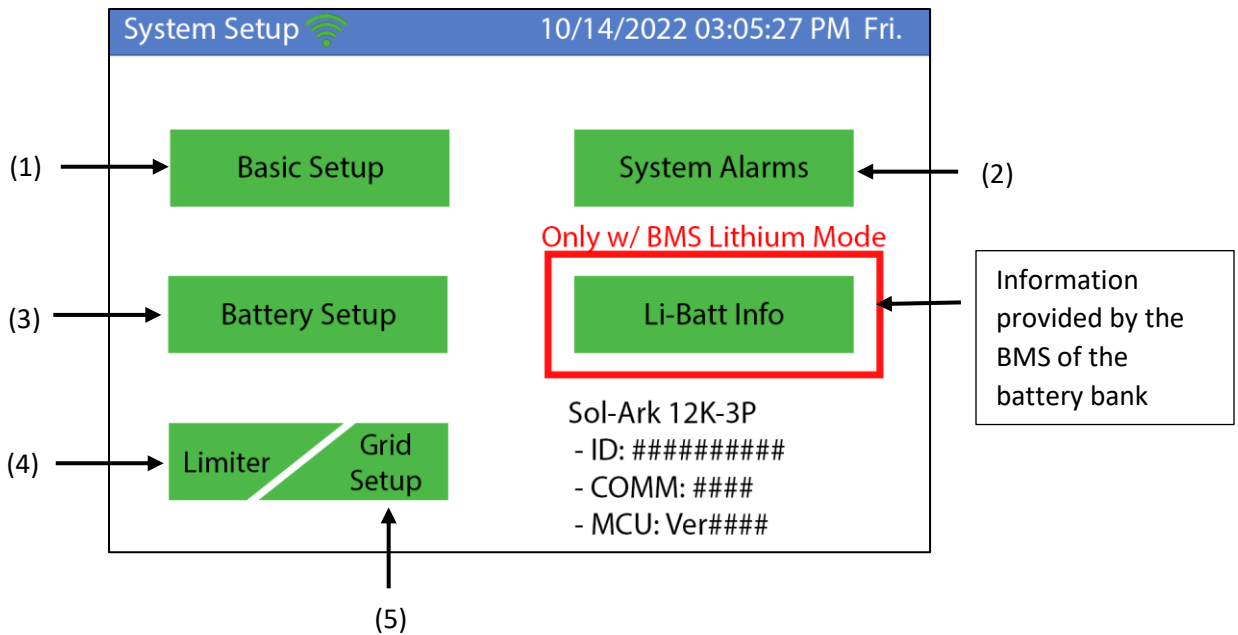 System Setup
10/14/2022 03:05:27 PM Fri.
(1)
Basic Setup
System Alarms
(2)
Only w/ BMS Lithium Mode
(3)
Battery Setup
Li-Batt Info
Information
provided by the
BMS of the
battery bank
(4)
Limiter
Grid
Setup
Sol-Ark 12K-3P
- ID: ##########
- COMM: ####
- MCU: Ver####
(5)